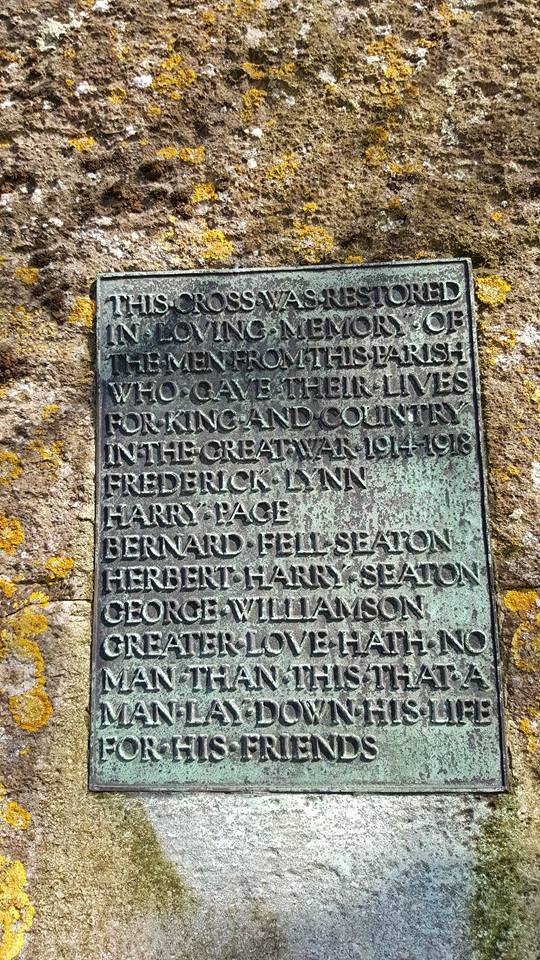 THIS·CROSS·WAS·RESTORED
IN·LOVING·MEMORY·OF
THE·MEN·FROM·THIS·PARISH
WHO·GAVE·THEIR·LIVES
FOR·KING·AND·COUNTRY
IN·THE·GREAT·WAR·1914-1918
FREDERICK·LYNN
HARRY·PAGE
BERNARD·FELL·SEATON
HERBERT·HARRY·SEATON
GEORGE·WILLIAMSON
GREATER·LOVE·HATH·NO
MAN·THAN·THIS·THAT·A
MAN·LAY·DOWN·HIS·LIFE
FOR·HIS·FRIENDS